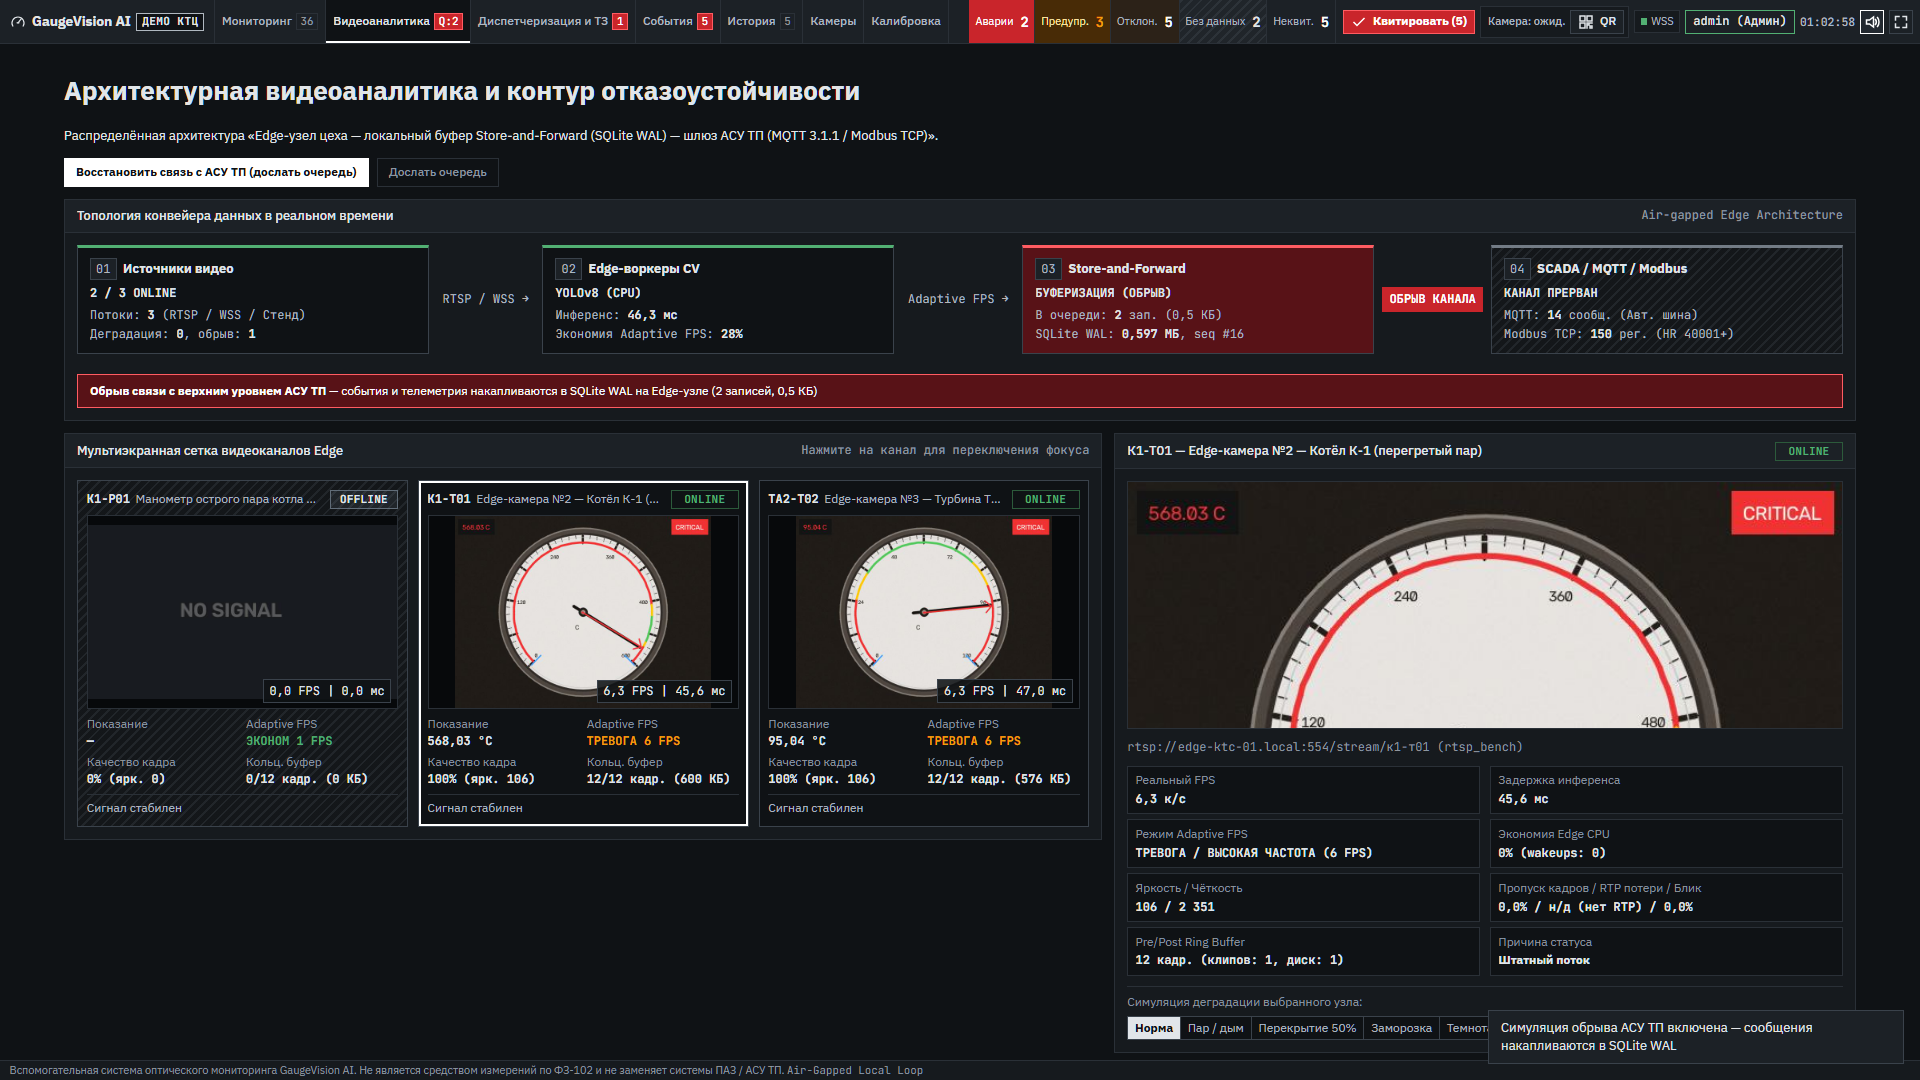 GaugeVision AI ДЕМО КТЦ Мониторинг 36 Видеоаналитика Q:2 Диспетчеризация и ТЗ 1 События 5 История 5 Камеры Калибровка Аварии 2 Предупр. 3 Отклон. 5 Без данных 2 Неквит. 5 Квитировать (5) Камера: ожид. QR WSS admin (Админ) 01:02:58
Архитектурная видеоаналитика и контур отказоустойчивости
Распределённая архитектура «Edge-узел цеха — локальный буфер Store-and-Forward (SQLite WAL) — шлюз АСУ ТП (MQTT 3.1.1 / Modbus TCP)».
Восстановить связь с АСУ ТП (дослать очередь) Дослать очередь
Топология конвейера данных в реальном времени Air-gapped Edge Architecture
01 Источники видео
2 / 3 ONLINE
Потоки: 3 (RTSP / WSS / Стенд)
Деградация: 0, обрыв: 1
RTSP / WSS →
02 Edge-воркеры CV
YOLOv8 (CPU)
Инференс: 46,3 мс
Экономия Adaptive FPS: 28%
Adaptive FPS →
03 Store-and-Forward
БУФЕРИЗАЦИЯ (ОБРЫВ)
В очереди: 2 зап. (0,5 КБ)
SQLite WAL: 0,597 МБ, seq #16
ОБРЫВ КАНАЛА
04 SCADA / MQTT / Modbus
КАНАЛ ПРЕРВАН
MQTT: 14 сообщ. (Авт. шина)
Modbus TCP: 150 рег. (HR 40001+)
Обрыв связи с верхним уровнем АСУ ТП — события и телеметрия накапливаются в SQLite WAL на Edge-узле (2 записей, 0,5 КБ)
Мультиэкранная сетка видеоканалов Edge Нажмите на канал для переключения фокуса
К1-P01 Манометр острого пара котла ... OFFLINE
NO SIGNAL
0,0 FPS | 0,0 мс
Показание Adaptive FPS
— ЭКОНОМ 1 FPS
Качество кадра Кольц. буфер
0% (ярк. 0) 0/12 кадр. (0 КБ)
Сигнал стабилен
К1-T01 Edge-камера №2 — Котёл К-1 (... ONLINE
568.03 C CRITICAL
120 240 360 480 600 0
C
6,3 FPS | 45,6 мс
Показание Adaptive FPS
568,03 °C ТРЕВОГА 6 FPS
Качество кадра Кольц. буфер
100% (ярк. 106) 12/12 кадр. (600 КБ)
Сигнал стабилен
ТА2-T02 Edge-камера №3 — Турбина Т... ONLINE
95.04 C CRITICAL
0 24 48 72 96 C
6,3 FPS | 47,0 мс
Показание Adaptive FPS
95,04 °C ТРЕВОГА 6 FPS
Качество кадра Кольц. буфер
100% (ярк. 106) 12/12 кадр. (576 КБ)
Сигнал стабилен
К1-T01 — Edge-камера №2 — Котёл К-1 (перегретый пар) ONLINE
568.03 C CRITICAL
240 360
120 480
rtsp://edge-ktc-01.local:554/stream/к1-т01 (rtsp_bench)
Реальный FPS
6,3 к/с
Задержка инференса
45,6 мс
Режим Adaptive FPS
ТРЕВОГА / ВЫСОКАЯ ЧАСТОТА (6 FPS)
Экономия Edge CPU
0% (wakeups: 0)
Яркость / Чёткость
106 / 2 351
Пропуск кадров / RTP потери / Блик
0,0% / н/д (нет RTP) / 0,0%
Pre/Post Ring Buffer
12 кадр. (клипов: 1, диск: 1)
Причина статуса
Штатный поток
Симуляция деградации выбранного узла:
Норма Пар / дым Перекрытие 50% Заморозка Темнота
Симуляция обрыва АСУ ТП включена — сообщения
накапливаются в SQLite WAL
Вспомогательная система оптического мониторинга GaugeVision AI. Не является средством измерений по ФЗ-102 и не заменяет системы ПАЗ / АСУ ТП. Air-Gapped Local Loop